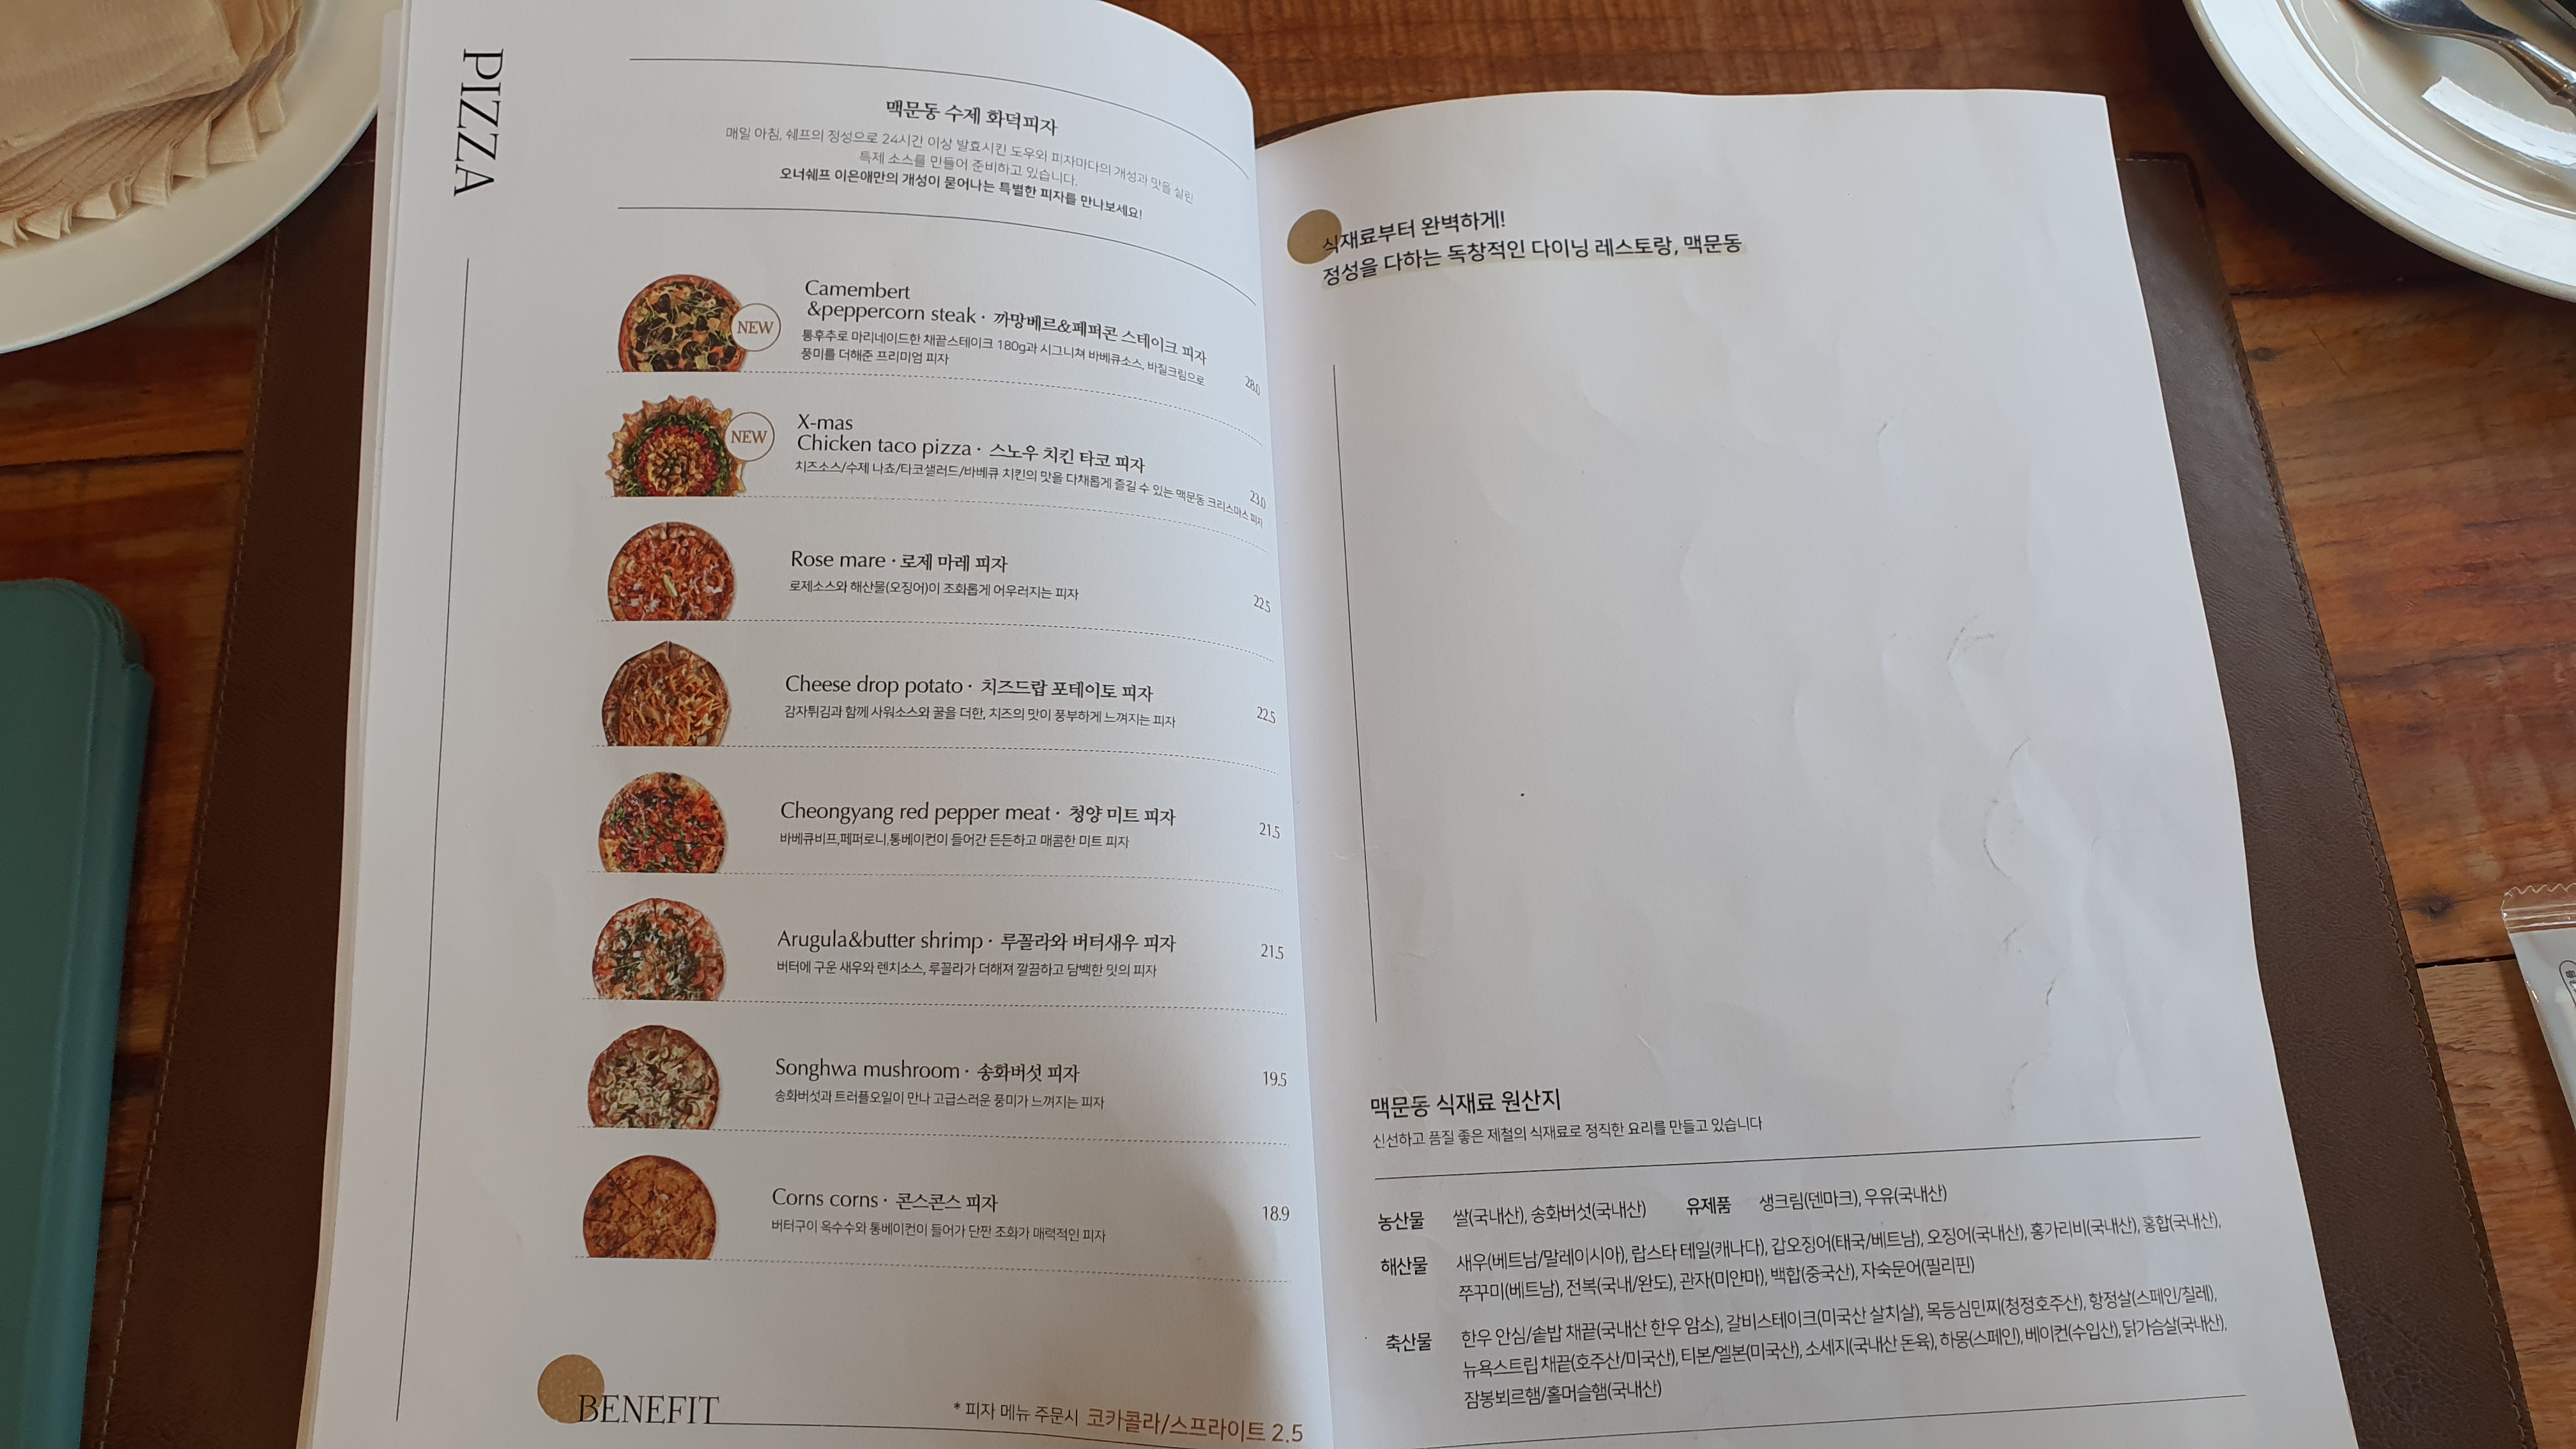 PIZZA
맥문동 수제 화덕피자
매일 아침, 쉐프의 정성으로 24시간 이상 발효시킨 도우외 피자마다의 개성과 맛을 살린
특제 소스를 만들어 준비하고 있습니다.
오너쉐프 이은애만의 개성이 묻어나는 특별한 피자를 만나보세요!
NEW
Camembert
&peppercorn steak · 까망베르&페퍼콘 스테이크 피자
통후추로 마리네이드한 채끝스테이크 180g과 시그니쳐 바베큐소스, 바질크림으로
풍미를 더해준 프리미엄 피자
28.0
NEW
X-mas
Chicken taco pizza · 스노우 치킨 타코 피자
치즈소스/수제 나쵸/타코샐러드/바베큐 치킨의 맛을 다채롭게 즐길 수 있는 맥문동 크리스마스 피자
23.0
Rose mare · 로제 마레 피자
로제소스와 해산물(오징어)이 조화롭게 어우러지는 피자
22.5
Cheese drop potato · 치즈드랍 포테이토 피자
감자튀김과 함께 사워소스와 꿀을 더한, 치즈의 맛이 풍부하게 느껴지는 피자
22.5
Cheongyang red pepper meat · 청양 미트 피자
바베큐비프,페퍼로니,통베이컨이 들어간 든든하고 매콤한 미트 피자
21.5
Arugula&butter shrimp · 루꼴라와 버터새우 피자
버터에 구운 새우와 렌치소스, 루꼴라가 더해져 깔끔하고 담백한 맛의 피자
21.5
Songhwa mushroom · 송화버섯 피자
송화버섯과 트러플오일이 만나 고급스러운 풍미가 느껴지는 피자
19.5
Corns corns · 콘스콘스 피자
버터구이 옥수수와 통베이컨이 들어가 단짠 조화가 매력적인 피자
18.9
BENEFIT
* 피자 메뉴 주문시 코카콜라/스프라이트 2.5
식재료부터 완벽하게!
정성을 다하는 독창적인 다이닝 레스토랑, 맥문동
맥문동 식재료 원산지
신선하고 품질 좋은 제철의 식재료로 정직한 요리를 만들고 있습니다
농산물 쌀(국내산), 송화버섯(국내산) 유제품 생크림(덴마크), 우유(국내산)
해산물 새우(베트남/말레이시아), 랍스타 테일(캐나다), 갑오징어(태국/베트남), 오징어(국내산), 홍가리비(국내산), 홍합(국내산),
쭈꾸미(베트남), 전복(국내/완도), 관자(미얀마), 백합(중국산), 자숙문어(필리핀)
축산물 한우 안심/솥밥 채끝(국내산 한우 암소), 갈비스테이크(미국산 살치살), 목등심민찌(청정호주산), 항정살(스페인/칠레),
뉴욕스트립 채끝(호주산/미국산), 티본/엘본(미국산), 소세지(국내산 돈육), 하몽(스페인), 베이컨(수입산), 닭가슴살(국내산),
잠봉뵈르햄/홀머슬햄(국내산)